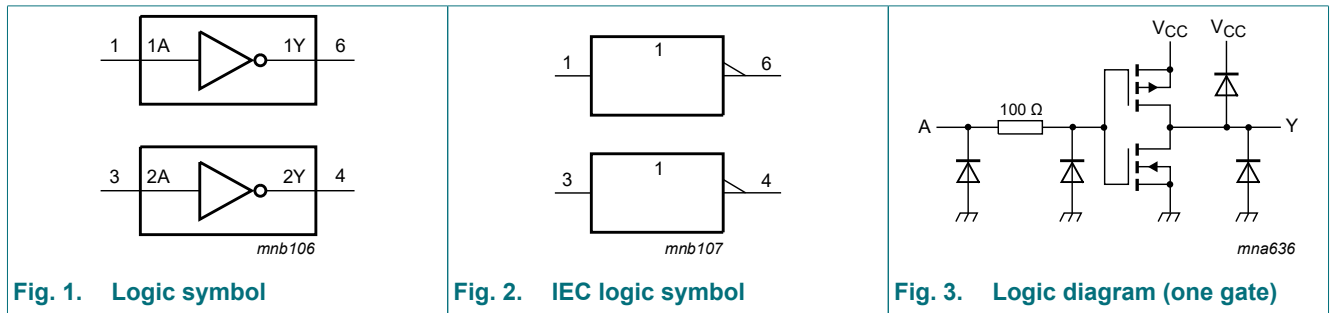 1 1A 1Y 6
3 2A 2Y 4
mnb106
Fig. 1. Logic symbol
1
1 6
1
3 4
mnb107
Fig. 2. IEC logic symbol
VCC VCC
100 Ω
A Y
mna636
Fig. 3. Logic diagram (one gate)